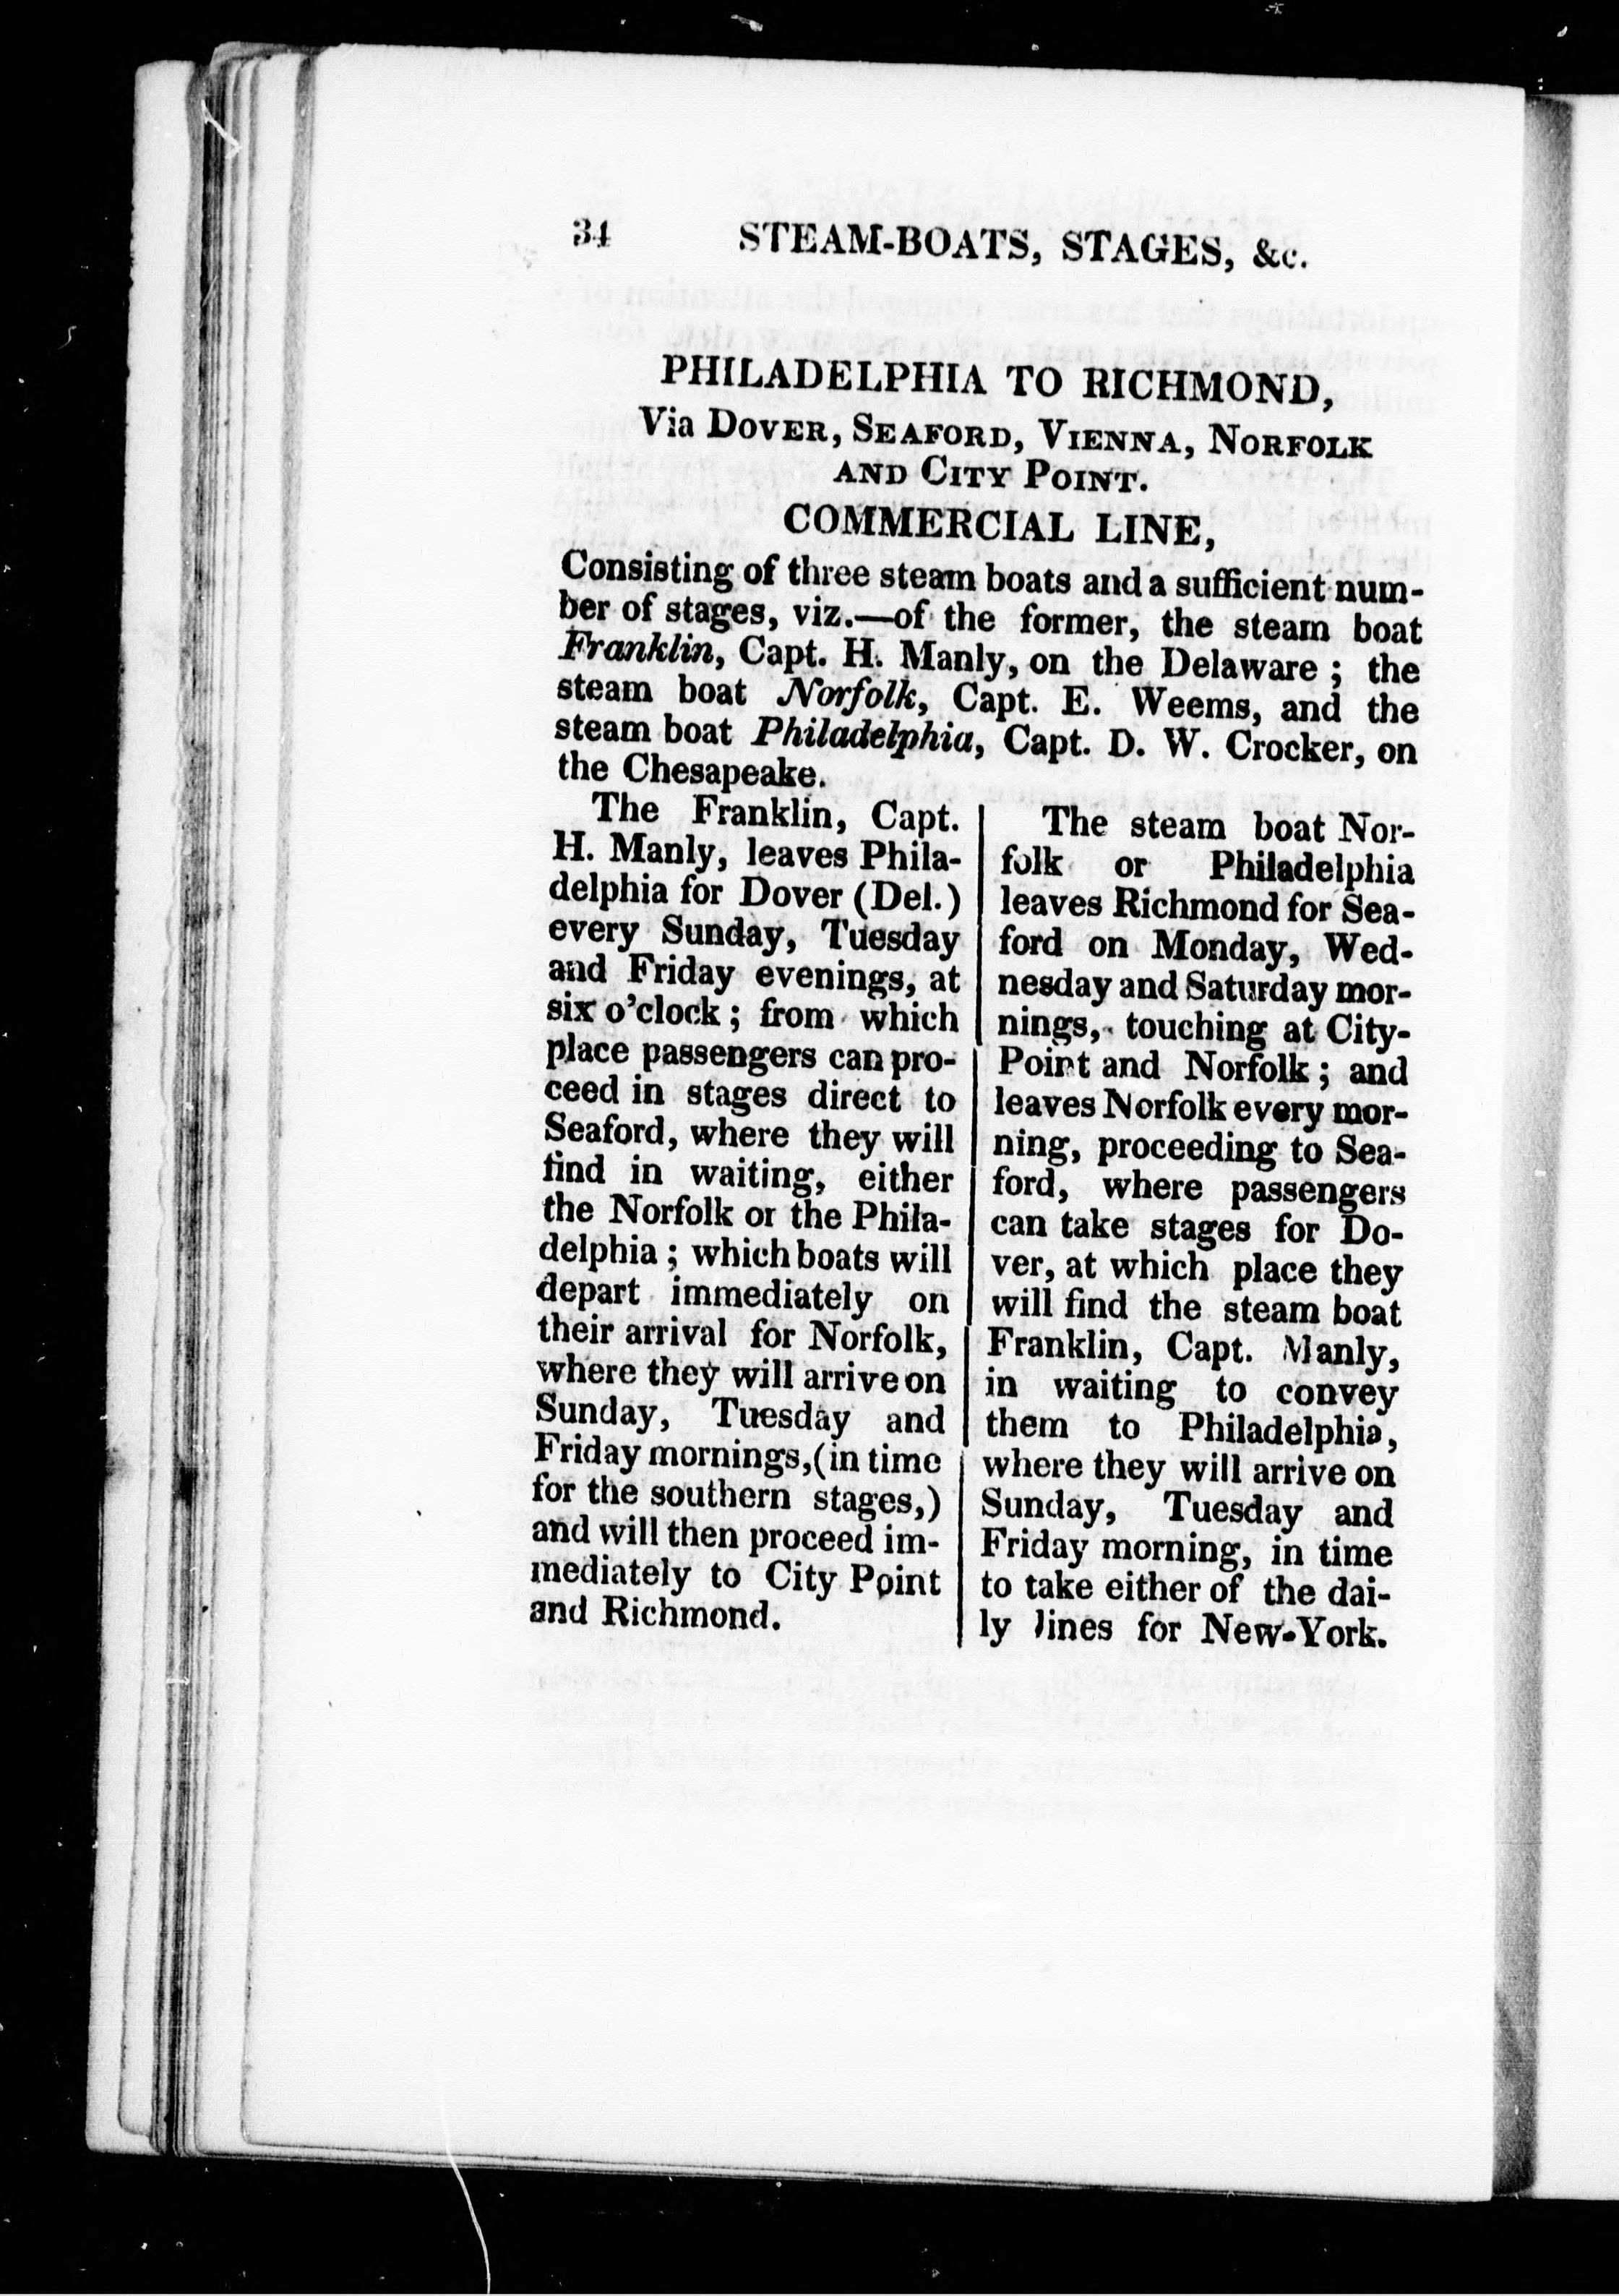 34 STEAM-BOATS, STAGES, &c.
PHILADELPHIA TO RICHMOND,
Via DOVER, SEAFORD, VIENNA, NORFOLK
AND CITY POINT.
COMMERCIAL LINE,
Consisting of three steam boats and a sufficient num-
ber of stages, viz.—of the former, the steam boat
Franklin, Capt. H. Manly, on the Delaware ; the
steam boat Norfolk, Capt. E. Weems, and the
steam boat Philadelphia, Capt. D. W. Crocker, on
the Chesapeake.
The Franklin, Capt.
H. Manly, leaves Phila-
delphia for Dover (Del.)
every Sunday, Tuesday
and Friday evenings, at
six o'clock ; from which
place passengers can pro-
ceed in stages direct to
Seaford, where they will
find in waiting, either
the Norfolk or the Phila-
delphia ; which boats will
depart immediately on
their arrival for Norfolk,
where they will arrive on
Sunday, Tuesday and
Friday mornings,(in time
for the southern stages,)
and will then proceed im-
mediately to City Point
and Richmond.
The steam boat Nor-
folk or Philadelphia
leaves Richmond for Sea-
ford on Monday, Wed-
nesday and Saturday mor-
nings, touching at City-
Point and Norfolk ; and
leaves Norfolk every mor-
ning, proceeding to Sea-
ford, where passengers
can take stages for Do-
ver, at which place they
will find the steam boat
Franklin, Capt. Manly,
in waiting to convey
them to Philadelphia,
where they will arrive on
Sunday, Tuesday and
Friday morning, in time
to take either of the dai-
ly lines for New-York.